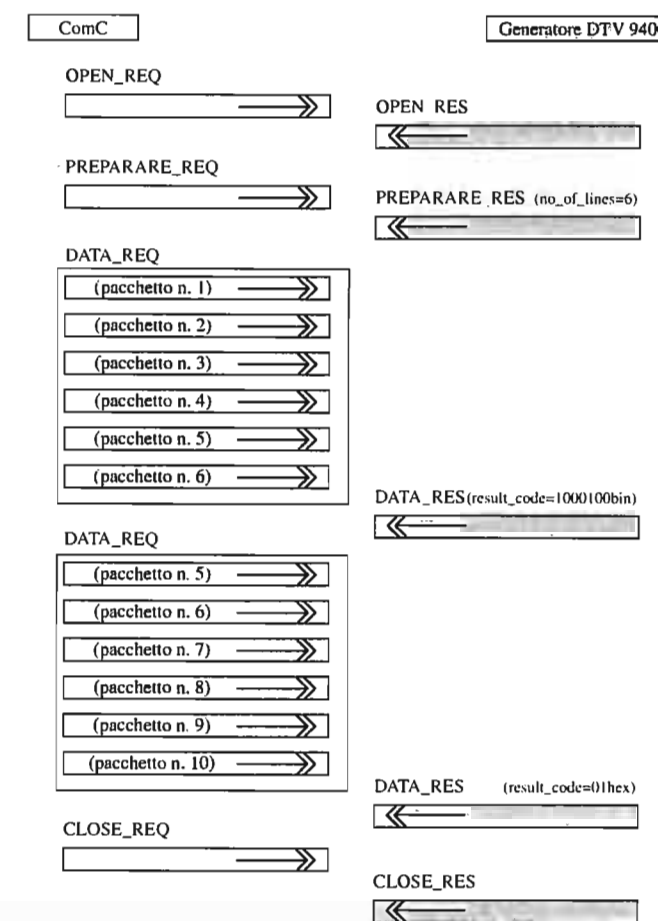 ComC
Generatore DTV 940
OPEN_REQ
OPEN RES
PREPARARE_REQ
PREPARARE RES (no_of_lines=6)
DATA_REQ
(pacchetto n. 1)
(pacchetto n. 2)
(pacchetto n. 3)
(pacchetto n. 4)
(pacchetto n. 5)
(pacchetto n. 6)
DATA_RES(result_code=1000100bin)
DATA_REQ
(pacchetto n. 5)
(pacchetto n. 6)
(pacchetto n. 7)
(pacchetto n. 8)
(pacchetto n. 9)
(pacchetto n. 10)
DATA_RES (result_code=01hex)
CLOSE_REQ
CLOSE_RES